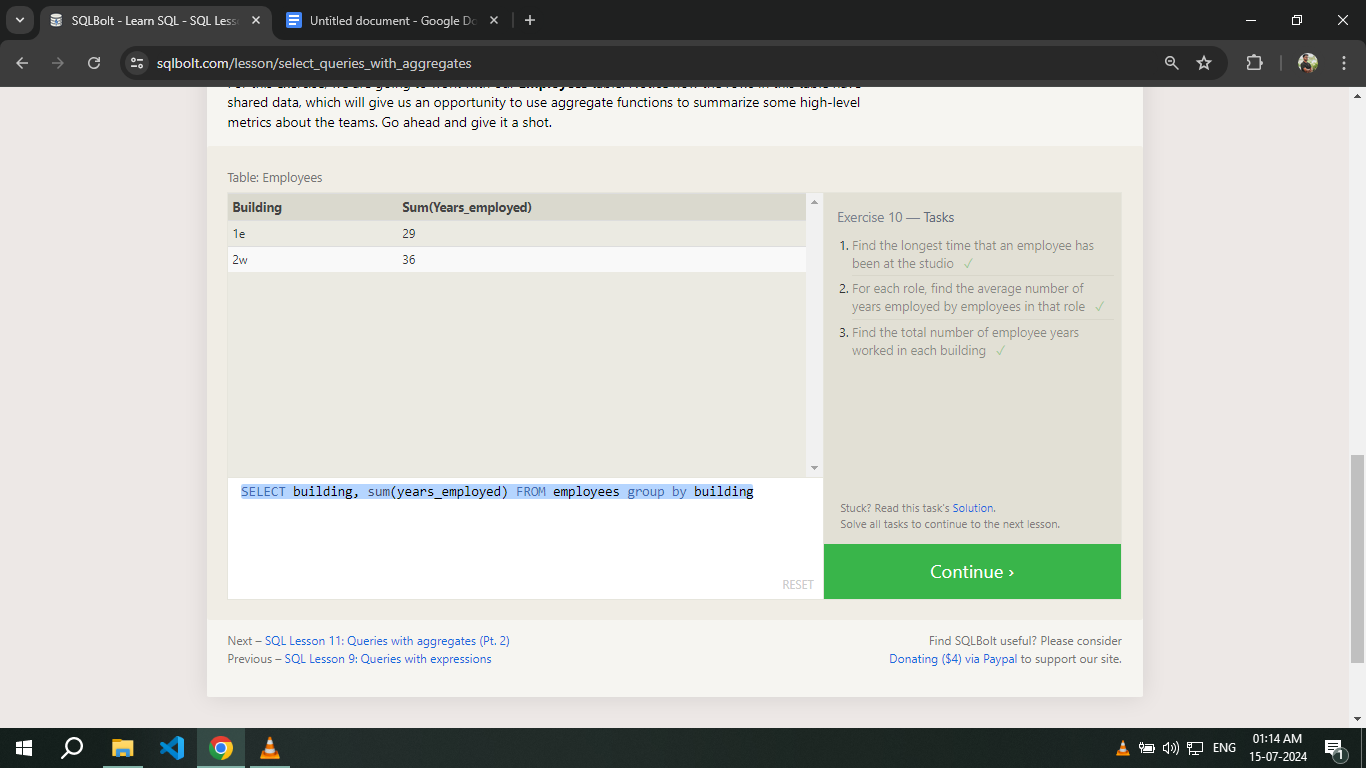 SQLBolt - Learn SQL - SQL Less
Untitled document - Google Do
sqlbolt.com/lesson/select_queries_with_aggregates
shared data, which will give us an opportunity to use aggregate functions to summarize some high-level
metrics about the teams. Go ahead and give it a shot.
Table: Employees
Building Sum(Years_employed)
1e 29
2w 36
Exercise 10 — Tasks
1. Find the longest time that an employee has
been at the studio ✓
2. For each role, find the average number of
years employed by employees in that role ✓
3. Find the total number of employee years
worked in each building ✓
SELECT building, sum(years_employed) FROM employees group by building
RESET
Stuck? Read this task's Solution.
Solve all tasks to continue to the next lesson.
Continue ›
Next – SQL Lesson 11: Queries with aggregates (Pt. 2)
Previous – SQL Lesson 9: Queries with expressions
Find SQLBolt useful? Please consider
Donating ($4) via Paypal to support our site.
ENG
01:14 AM
15-07-2024
1